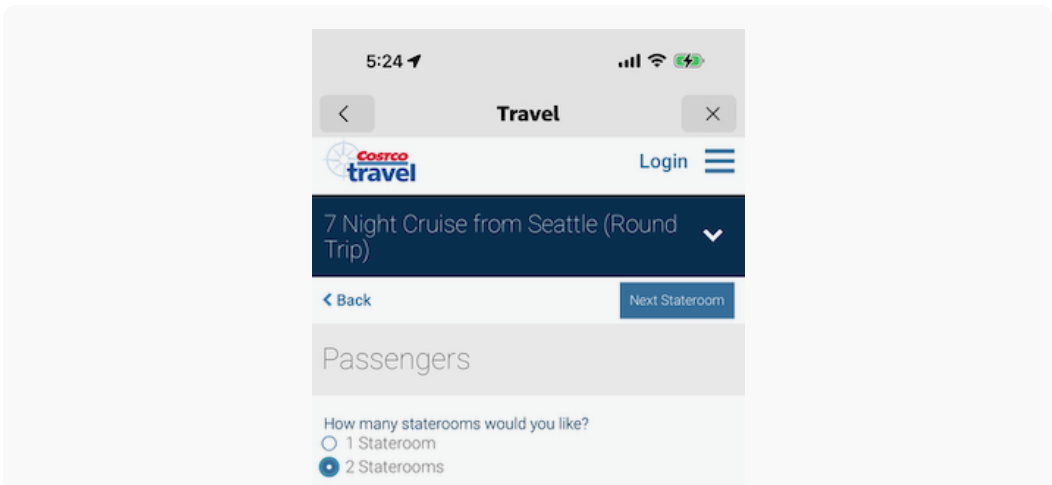 5:24
Travel
COSTCO
travel
Login
7 Night Cruise from Seattle (Round
Trip)
Back
Next Stateroom
Passengers
How many staterooms would you like?
1 Stateroom
2 Staterooms